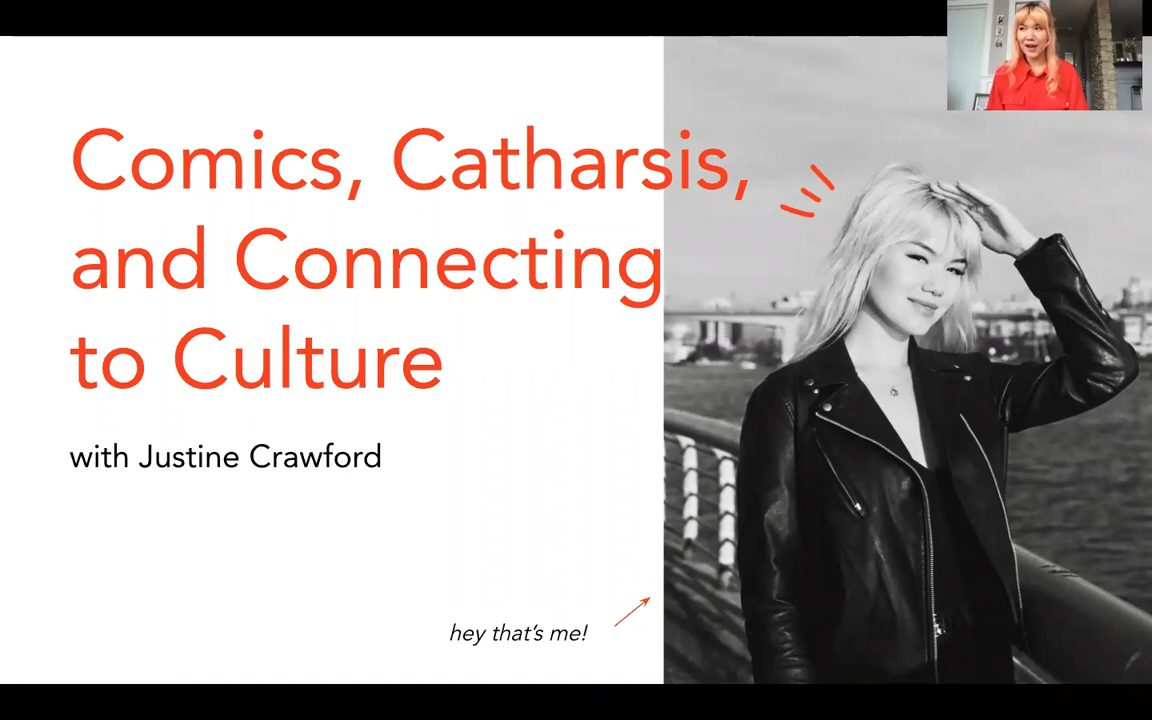 Comics, Catharsis,
and Connecting
to Culture
with Justine Crawford
hey that's me!